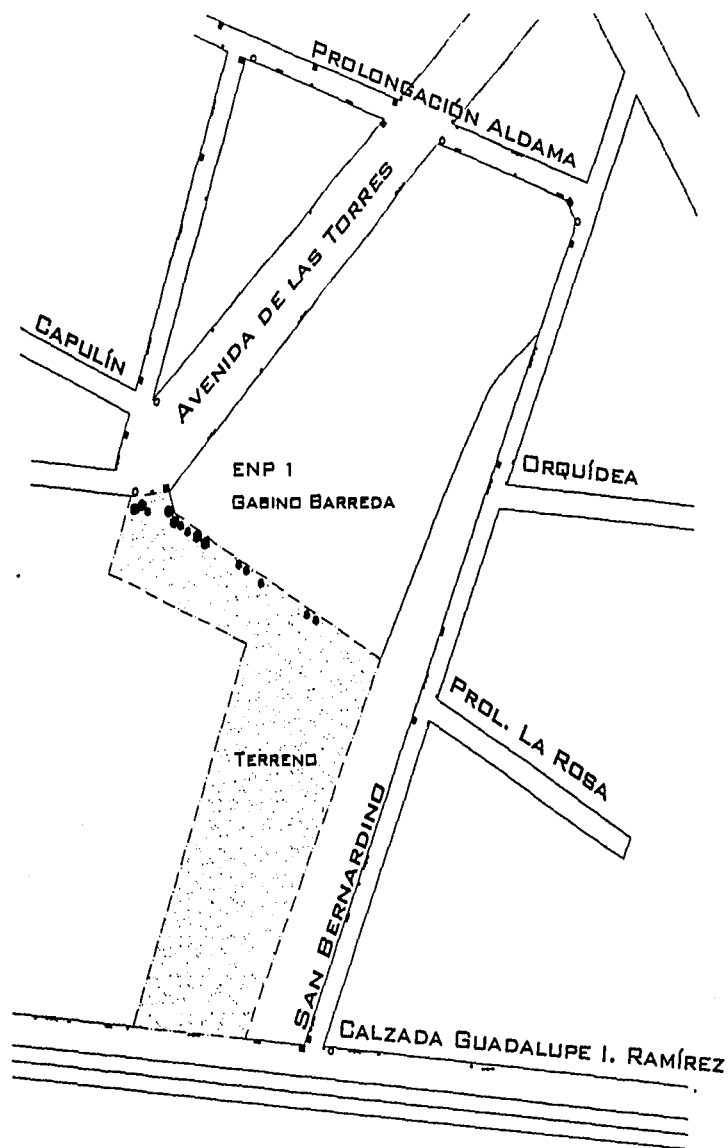 PROLONGACIÓN ALDAMA
AVENIDA DE LAS TORRES
CAPULÍN
ENP 1
GABINO BARREDA
ORQUÍDEA
PROL. LA ROSA
TERRENO
SAN BERNARDINO
CALZADA GUADALUPE I. RAMÍREZ